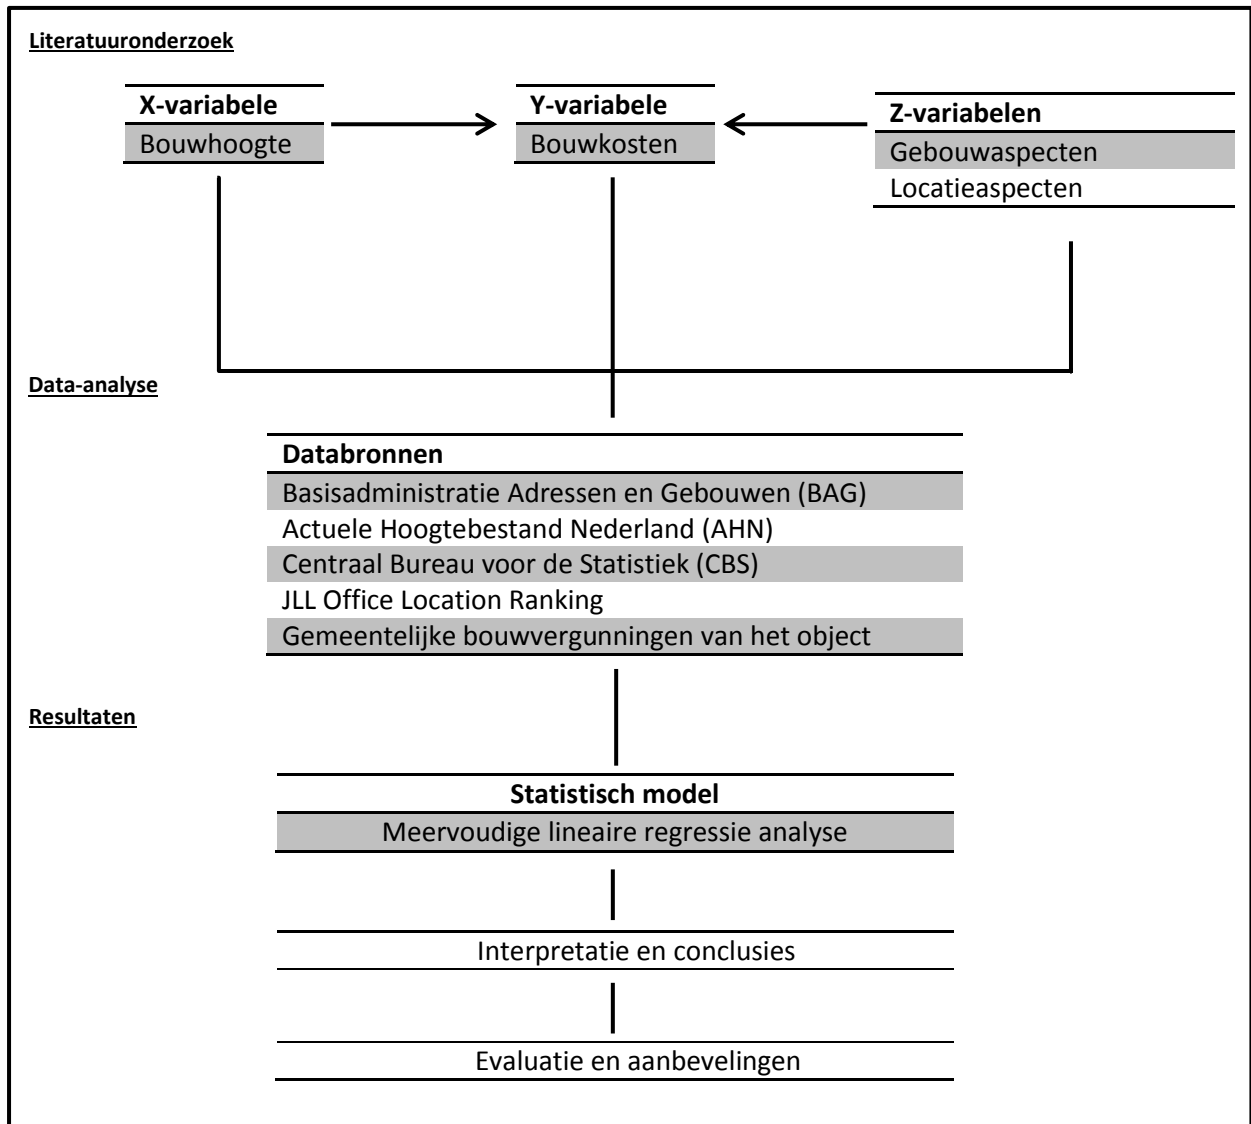 Literatuuronderzoek
X-variabele
Bouwhoogte
Y-variabele
Bouwkosten
Z-variabelen
Gebouwaspecten
Locatieaspecten
Data-analyse
Databronnen
Basisadministratie Adressen en Gebouwen (BAG)
Actuele Hoogtebestand Nederland (AHN)
Centraal Bureau voor de Statistiek (CBS)
JLL Office Location Ranking
Gemeentelijke bouwvergunningen van het object
Resultaten
Statistisch model
Meervoudige lineaire regressie analyse
Interpretatie en conclusies
Evaluatie en aanbevelingen